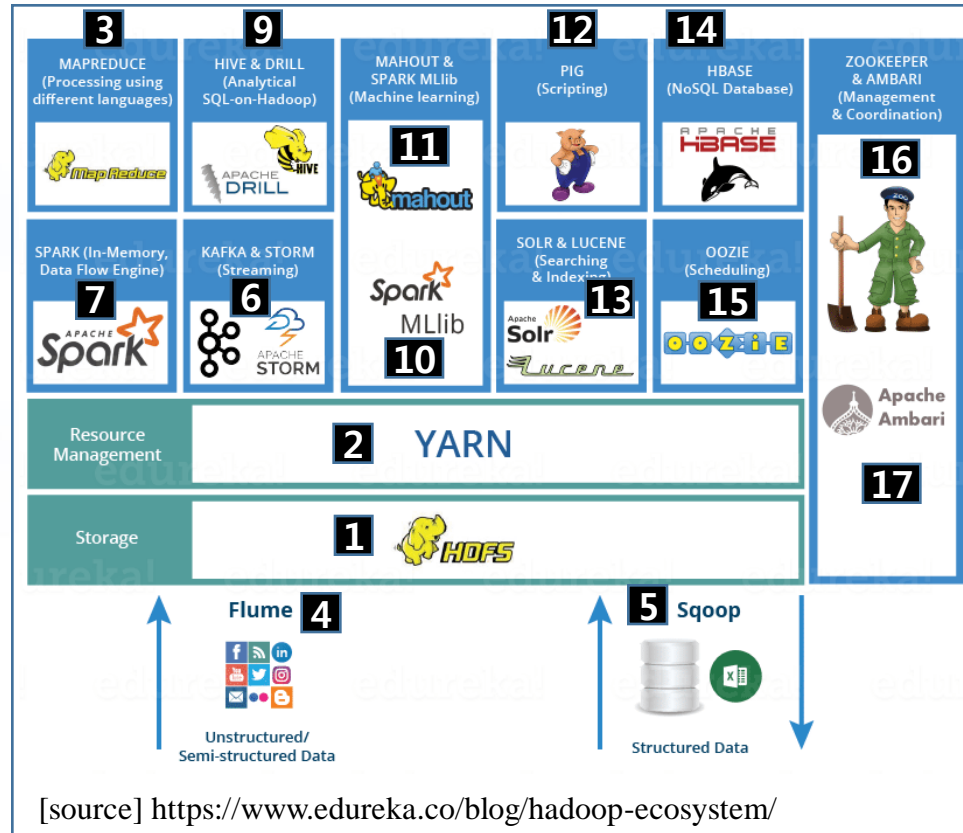 3
MAPREDUCE
(Processing using
different languages)
Map Reduce
9
HIVE & DRILL
(Analytical
SQL-on-Hadoop)
APACHE
DRILL
HIVE
MAHOUT &
SPARK MLlib
(Machine learning)
11
mahout
Spark
MLlib
10
12
PIG
(Scripting)
14
HBASE
(NoSQL Database)
APACHE
HBASE
ZOOKEEPER
& AMBARI
(Management
& Coordination)
16
ZOO
Apache
Ambari
17
SPARK (In-Memory,
Data Flow Engine)
7
APACHE
Spark
KAFKA & STORM
(Streaming)
6
APACHE
STORM
SOLR & LUCENE
(Searching
& Indexing)
13
Apache
Solr
Lucene
OOZIE
(Scheduling)
15
OOZiE
Resource
Management
2
YARN
Storage
1
HDFS
Flume
4
f
in
You
Unstructured/
Semi-structured Data
5
Sqoop
X
Structured Data
edureka!
[source] https://www.edureka.co/blog/hadoop-ecosystem/